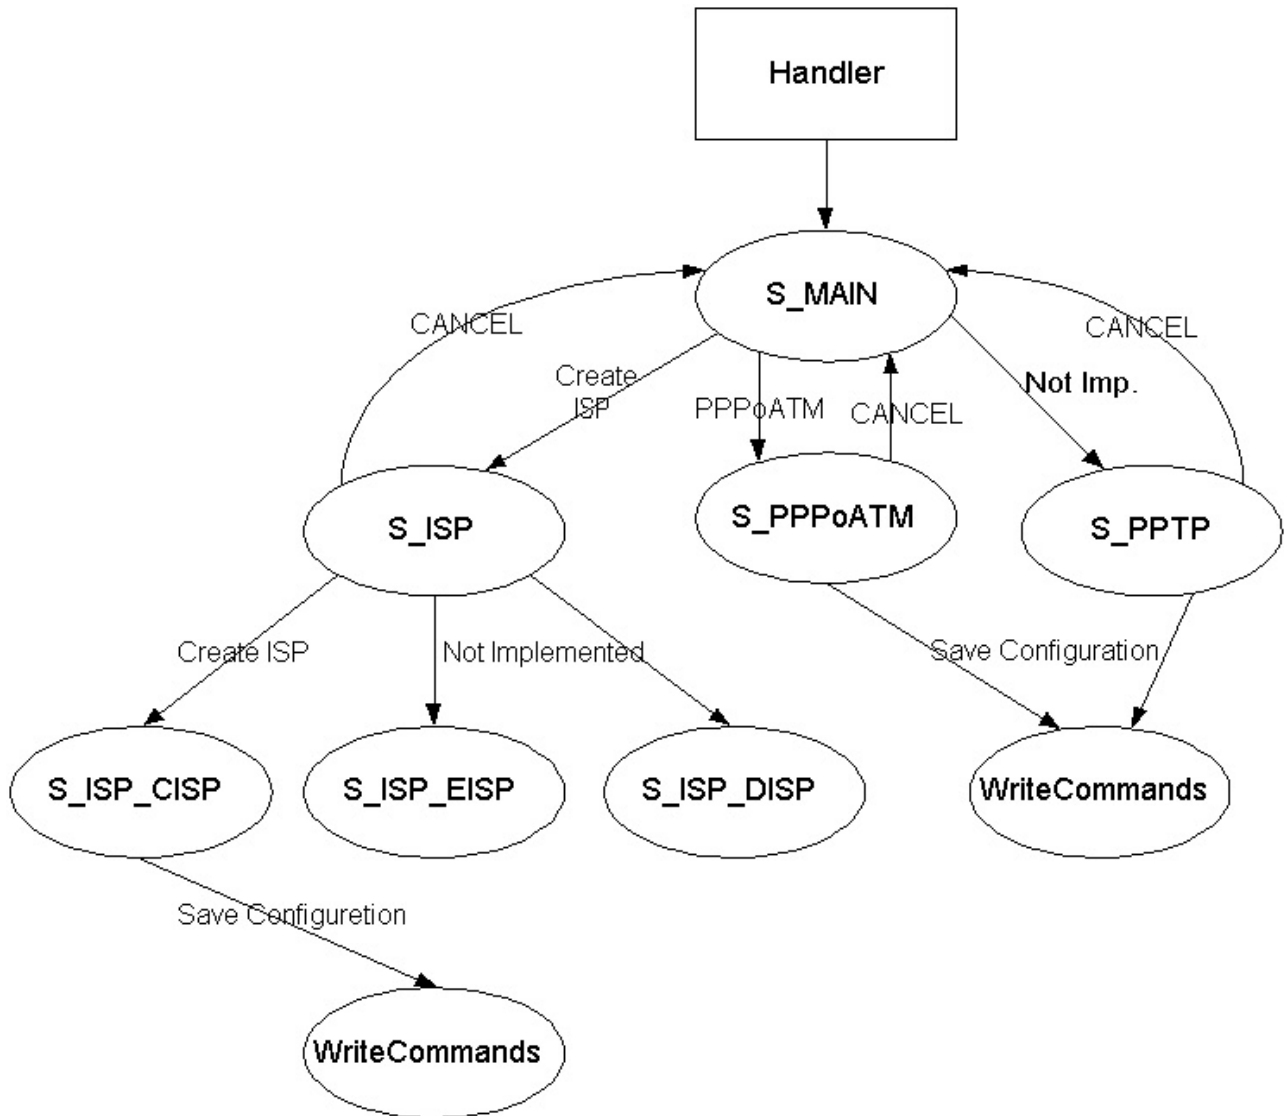 Handler
S_MAIN
CANCEL
CANCEL
Create
ISP
PPPoATM
CANCEL
Not Imp.
S_ISP
S_PPPoATM
S_PPTP
Create ISP
Not Implemented
Save Configuration
S_ISP_CISP
S_ISP_EISP
S_ISP_DISP
WriteCommands
Save Configuretion
WriteCommands